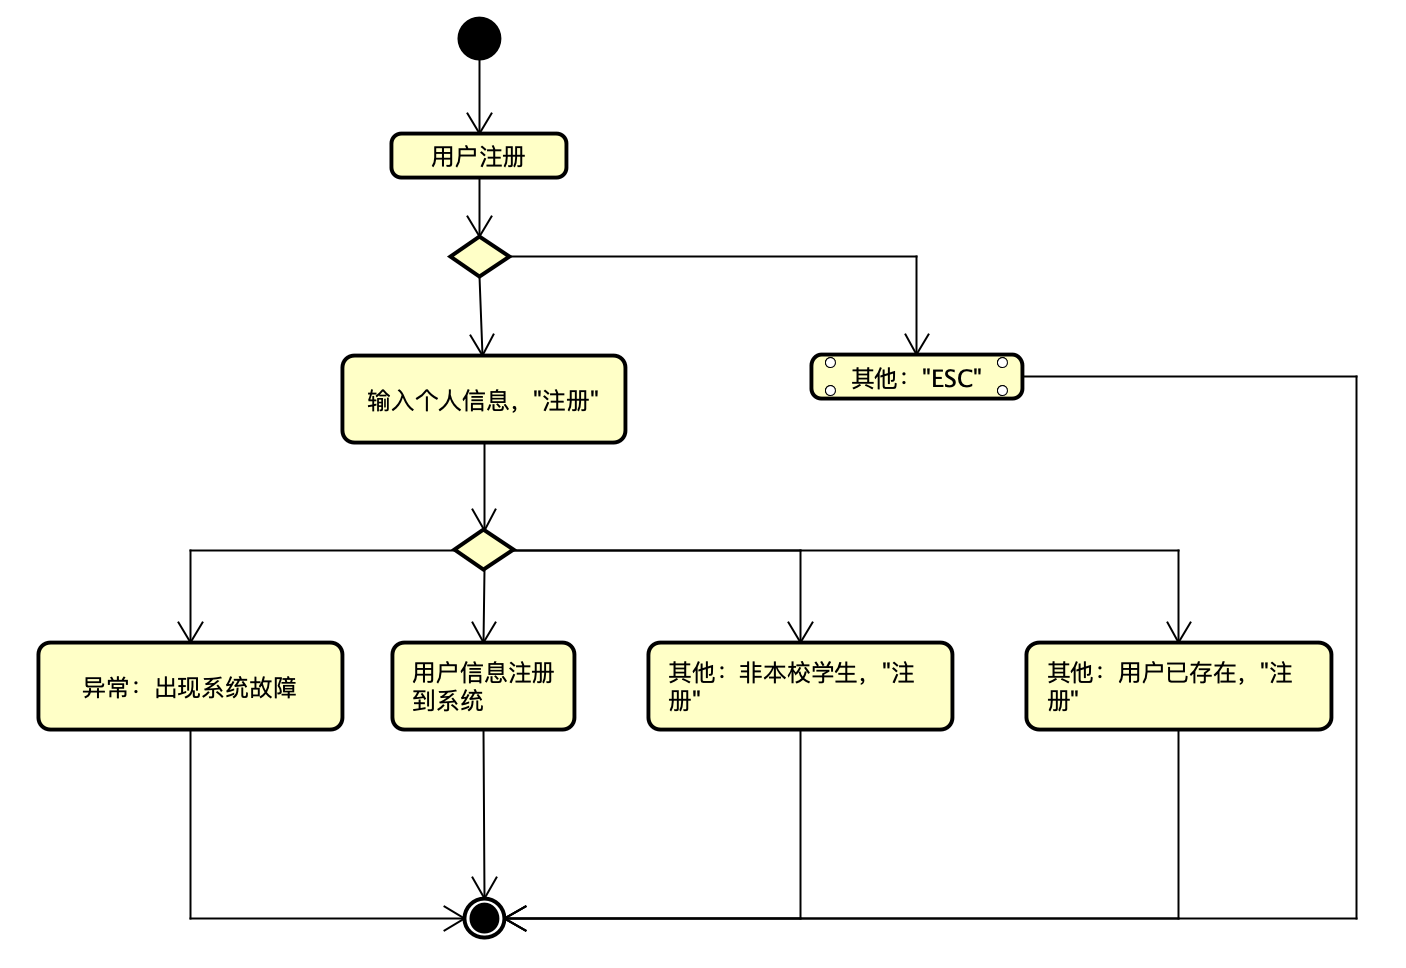 用户注册
输入个人信息，"注册"
其他："ESC"
异常：出现系统故障
用户信息注册
到系统
其他：非本校学生，"注
册"
其他：用户已存在，"注
册"